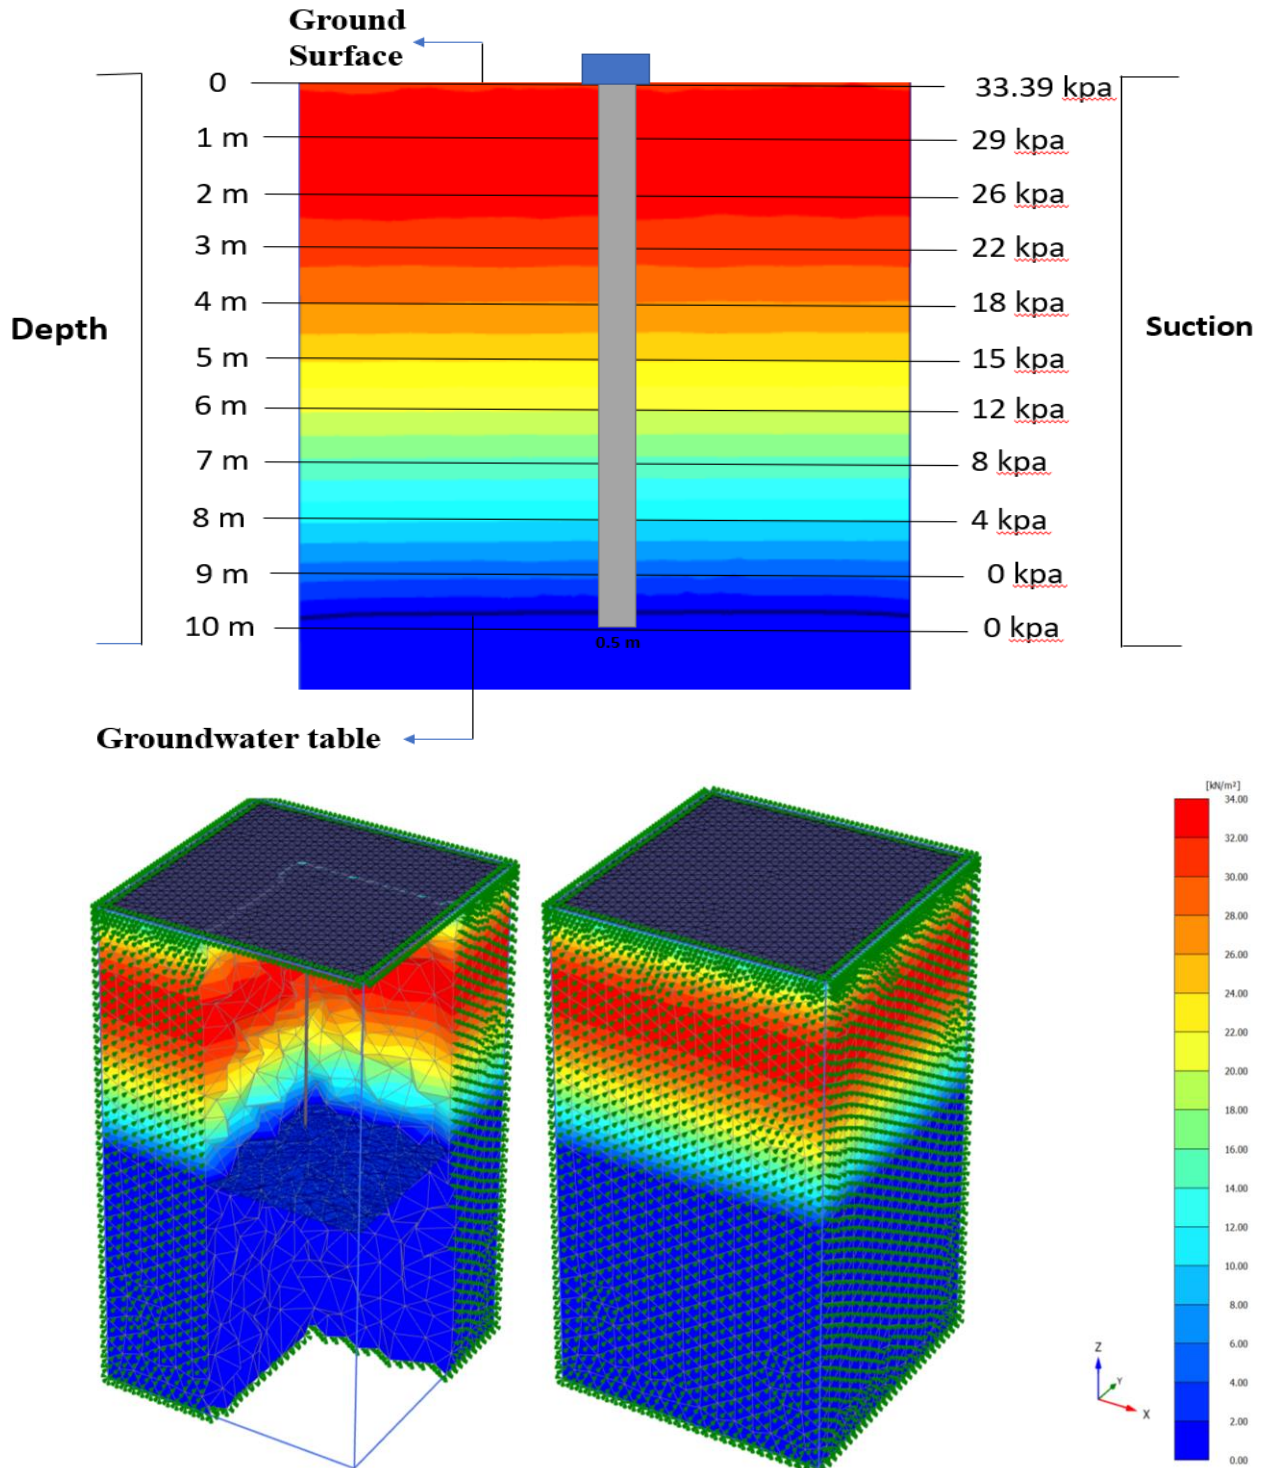 Ground
Surface
0
33.39 kpa
1 m
29 kpa
2 m
26 kpa
3 m
22 kpa
4 m
18 kpa
Depth
Suction
5 m
15 kpa
6 m
12 kpa
7 m
8 kpa
8 m
4 kpa
9 m
0 kpa
10 m
0 kpa
0.5 m
Groundwater table
[kN/m²]
34.00
32.00
30.00
28.00
26.00
24.00
22.00
20.00
18.00
16.00
14.00
12.00
10.00
8.00
6.00
4.00
2.00
0.00
Z
Y
X